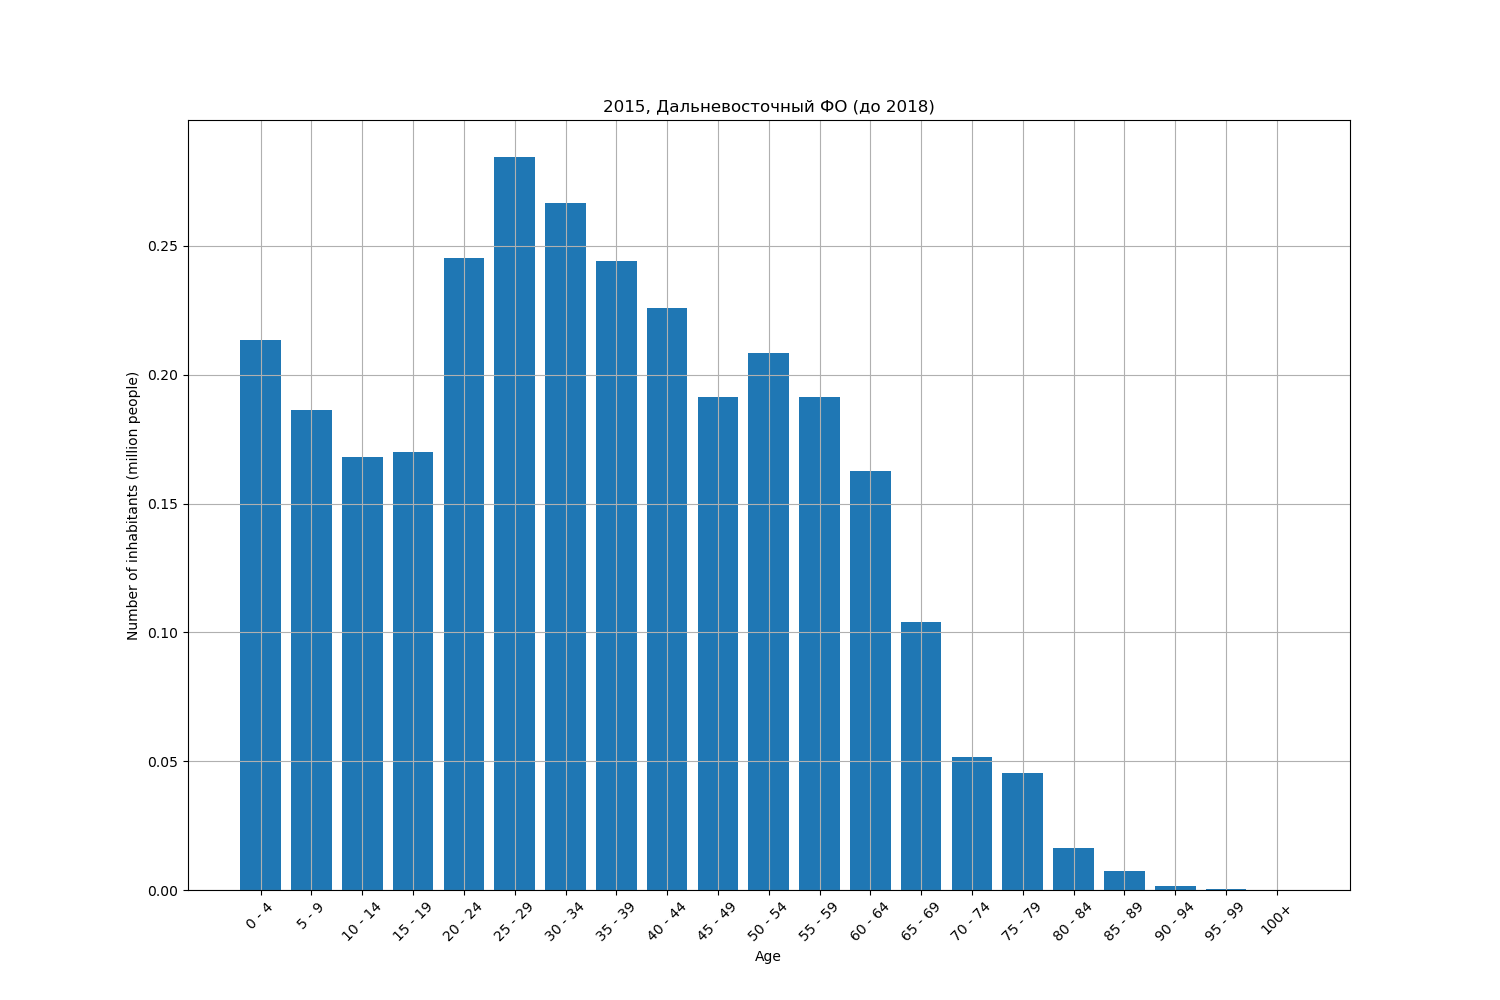 2015, Дальневосточный ФО (до 2018)
Number of inhabitants (million people)
0.25
0.20
0.15
0.10
0.05
0.00
0 - 4
5 - 9
10 - 14
15 - 19
20 - 24
25 - 29
30 - 34
35 - 39
40 - 44
45 - 49
50 - 54
55 - 59
60 - 64
65 - 69
70 - 74
75 - 79
80 - 84
85 - 89
90 - 94
95 - 99
100+
Age